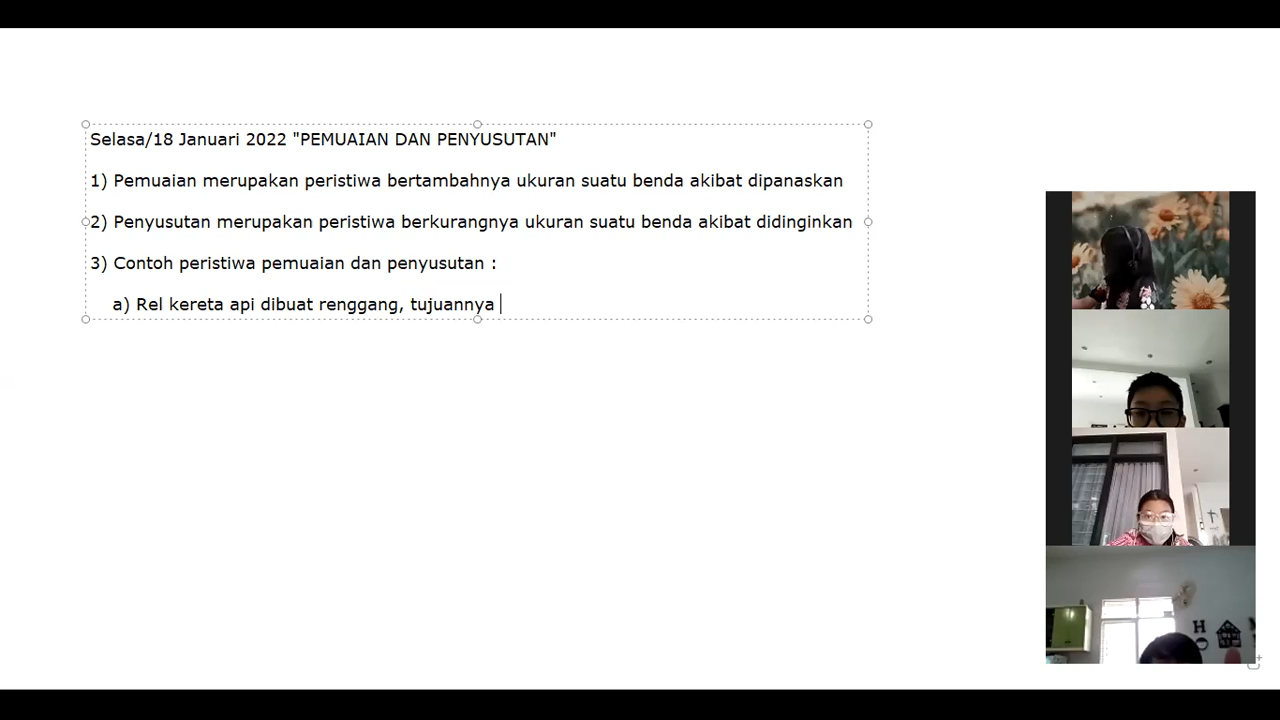 Selasa/18 Januari 2022 "PEMUAIAN DAN PENYUSUTAN"
1) Pemuaian merupakan peristiwa bertambahnya ukuran suatu benda akibat dipanaskan
2) Penyusutan merupakan peristiwa berkurangnya ukuran suatu benda akibat didinginkan
3) Contoh peristiwa pemuaian dan penyusutan :
a) Rel kereta api dibuat renggang, tujuannya
H